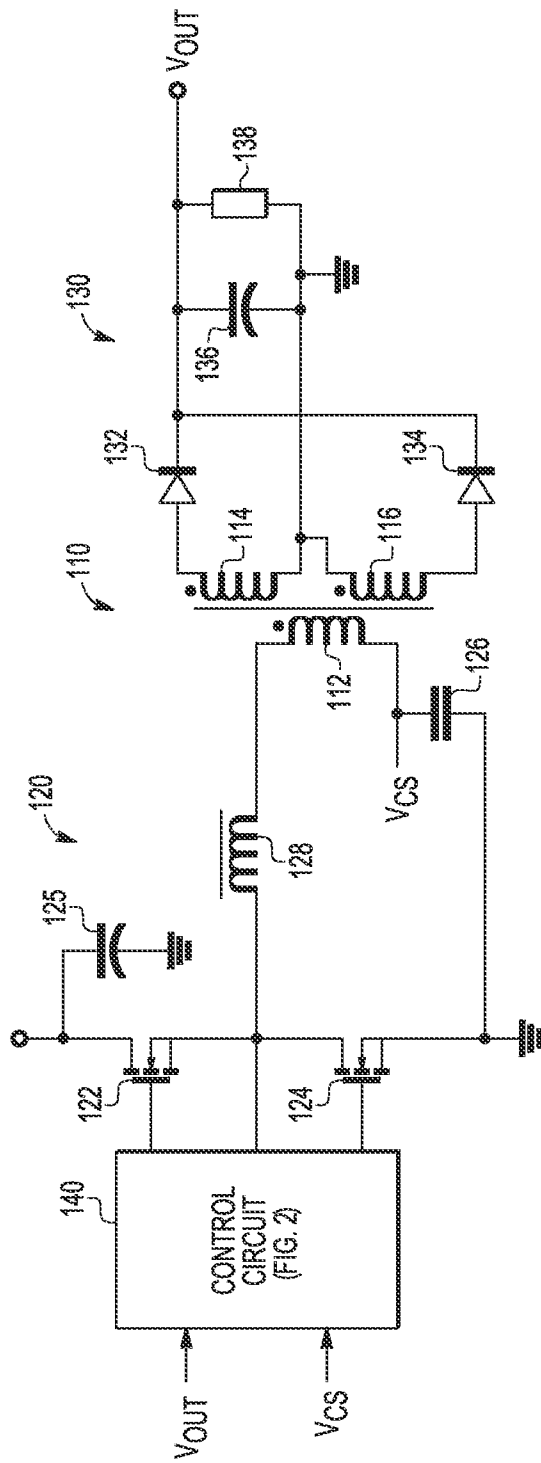 120
110
130
140
CONTROL
CIRCUIT
(FIG. 2)
VOUT
VCS
122
124
125
128
VCS
126
112
114
116
132
134
136
138
VOUT